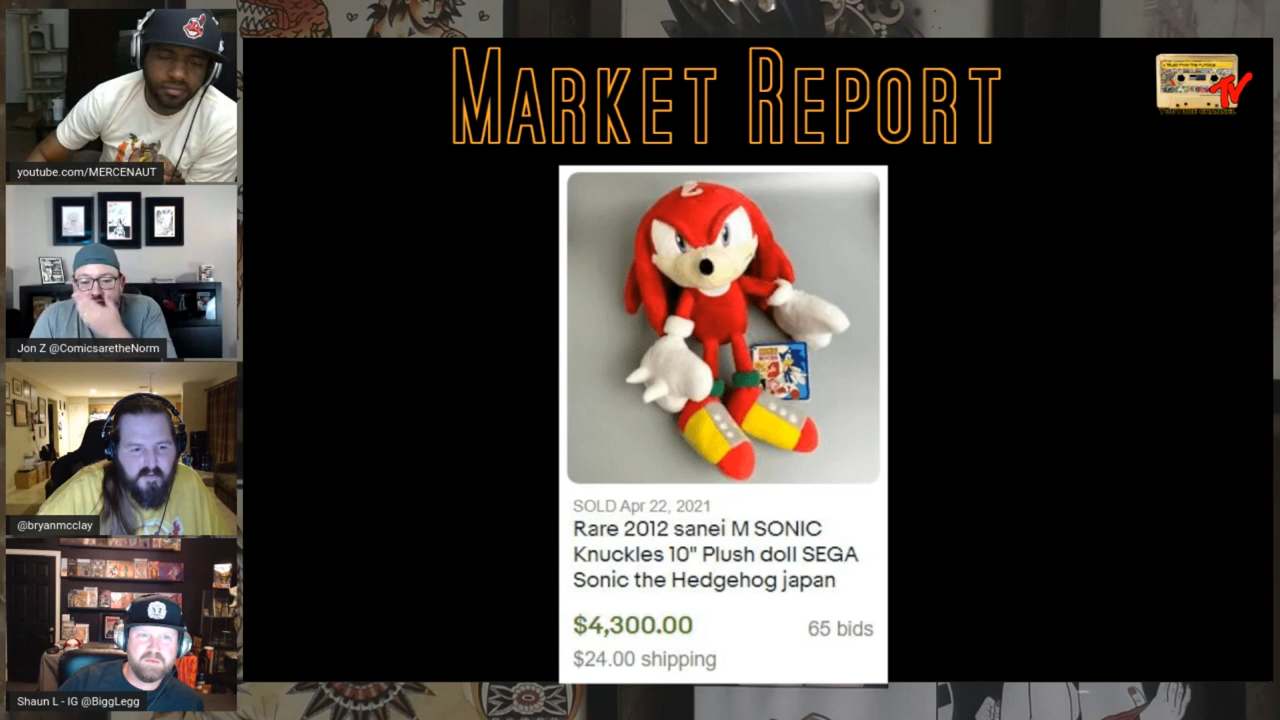 MARKET REPORT
TV
youtube.com/MERCENAUT
Jon Z @ComicsaretheNorm
@bryanmcclay
Shaun L - IG @BiggLegg
SOLD Apr 22, 2021
Rare 2012 sanei M SONIC
Knuckles 10" Plush doll SEGA
Sonic the Hedgehog japan
$4,300.00
65 bids
$24.00 shipping